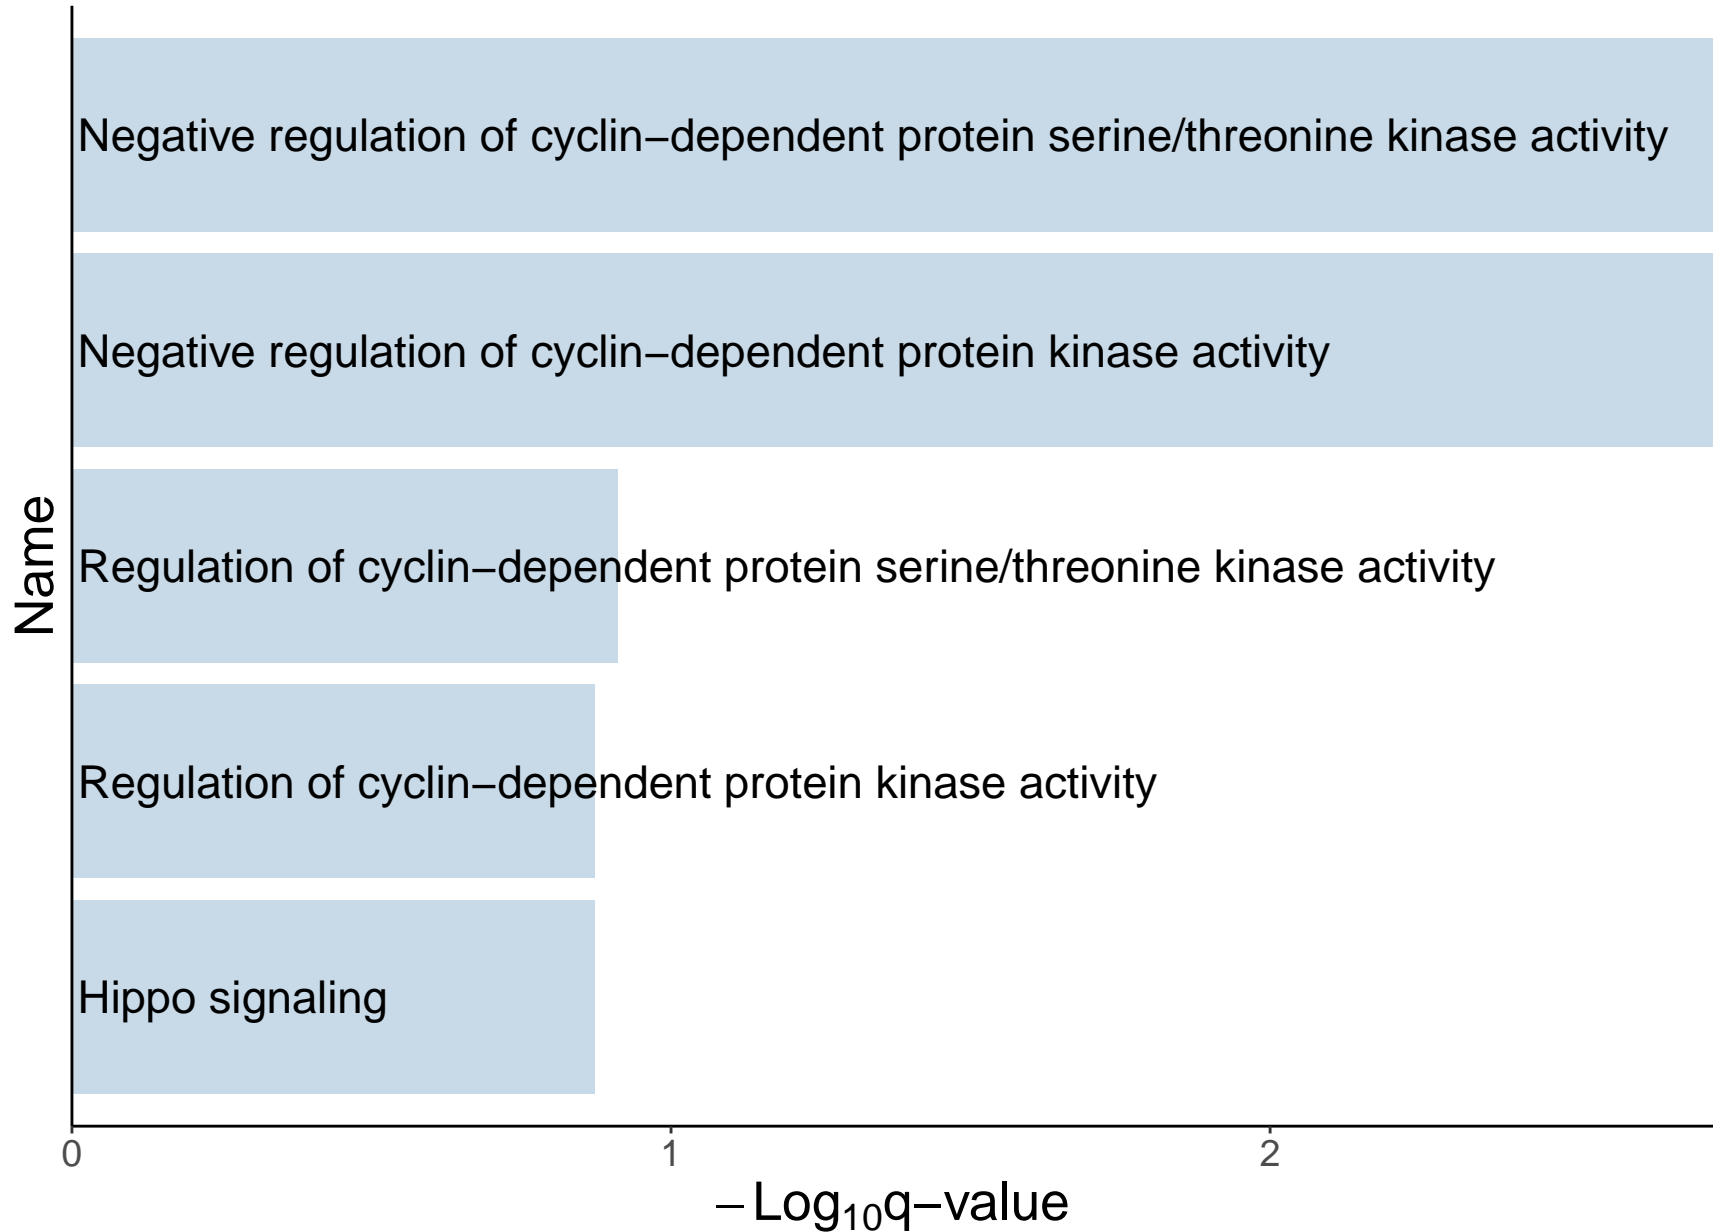 Negative regulation of cyclin−dependent protein serine/threonine kinase activity
Negative regulation of cyclin−dependent protein kinase activity
Regulation of cyclin−dependent protein serine/threonine kinase activity
Regulation of cyclin−dependent protein kinase activity
Hippo signaling
Name
0 1 2
−Log₁₀q−value